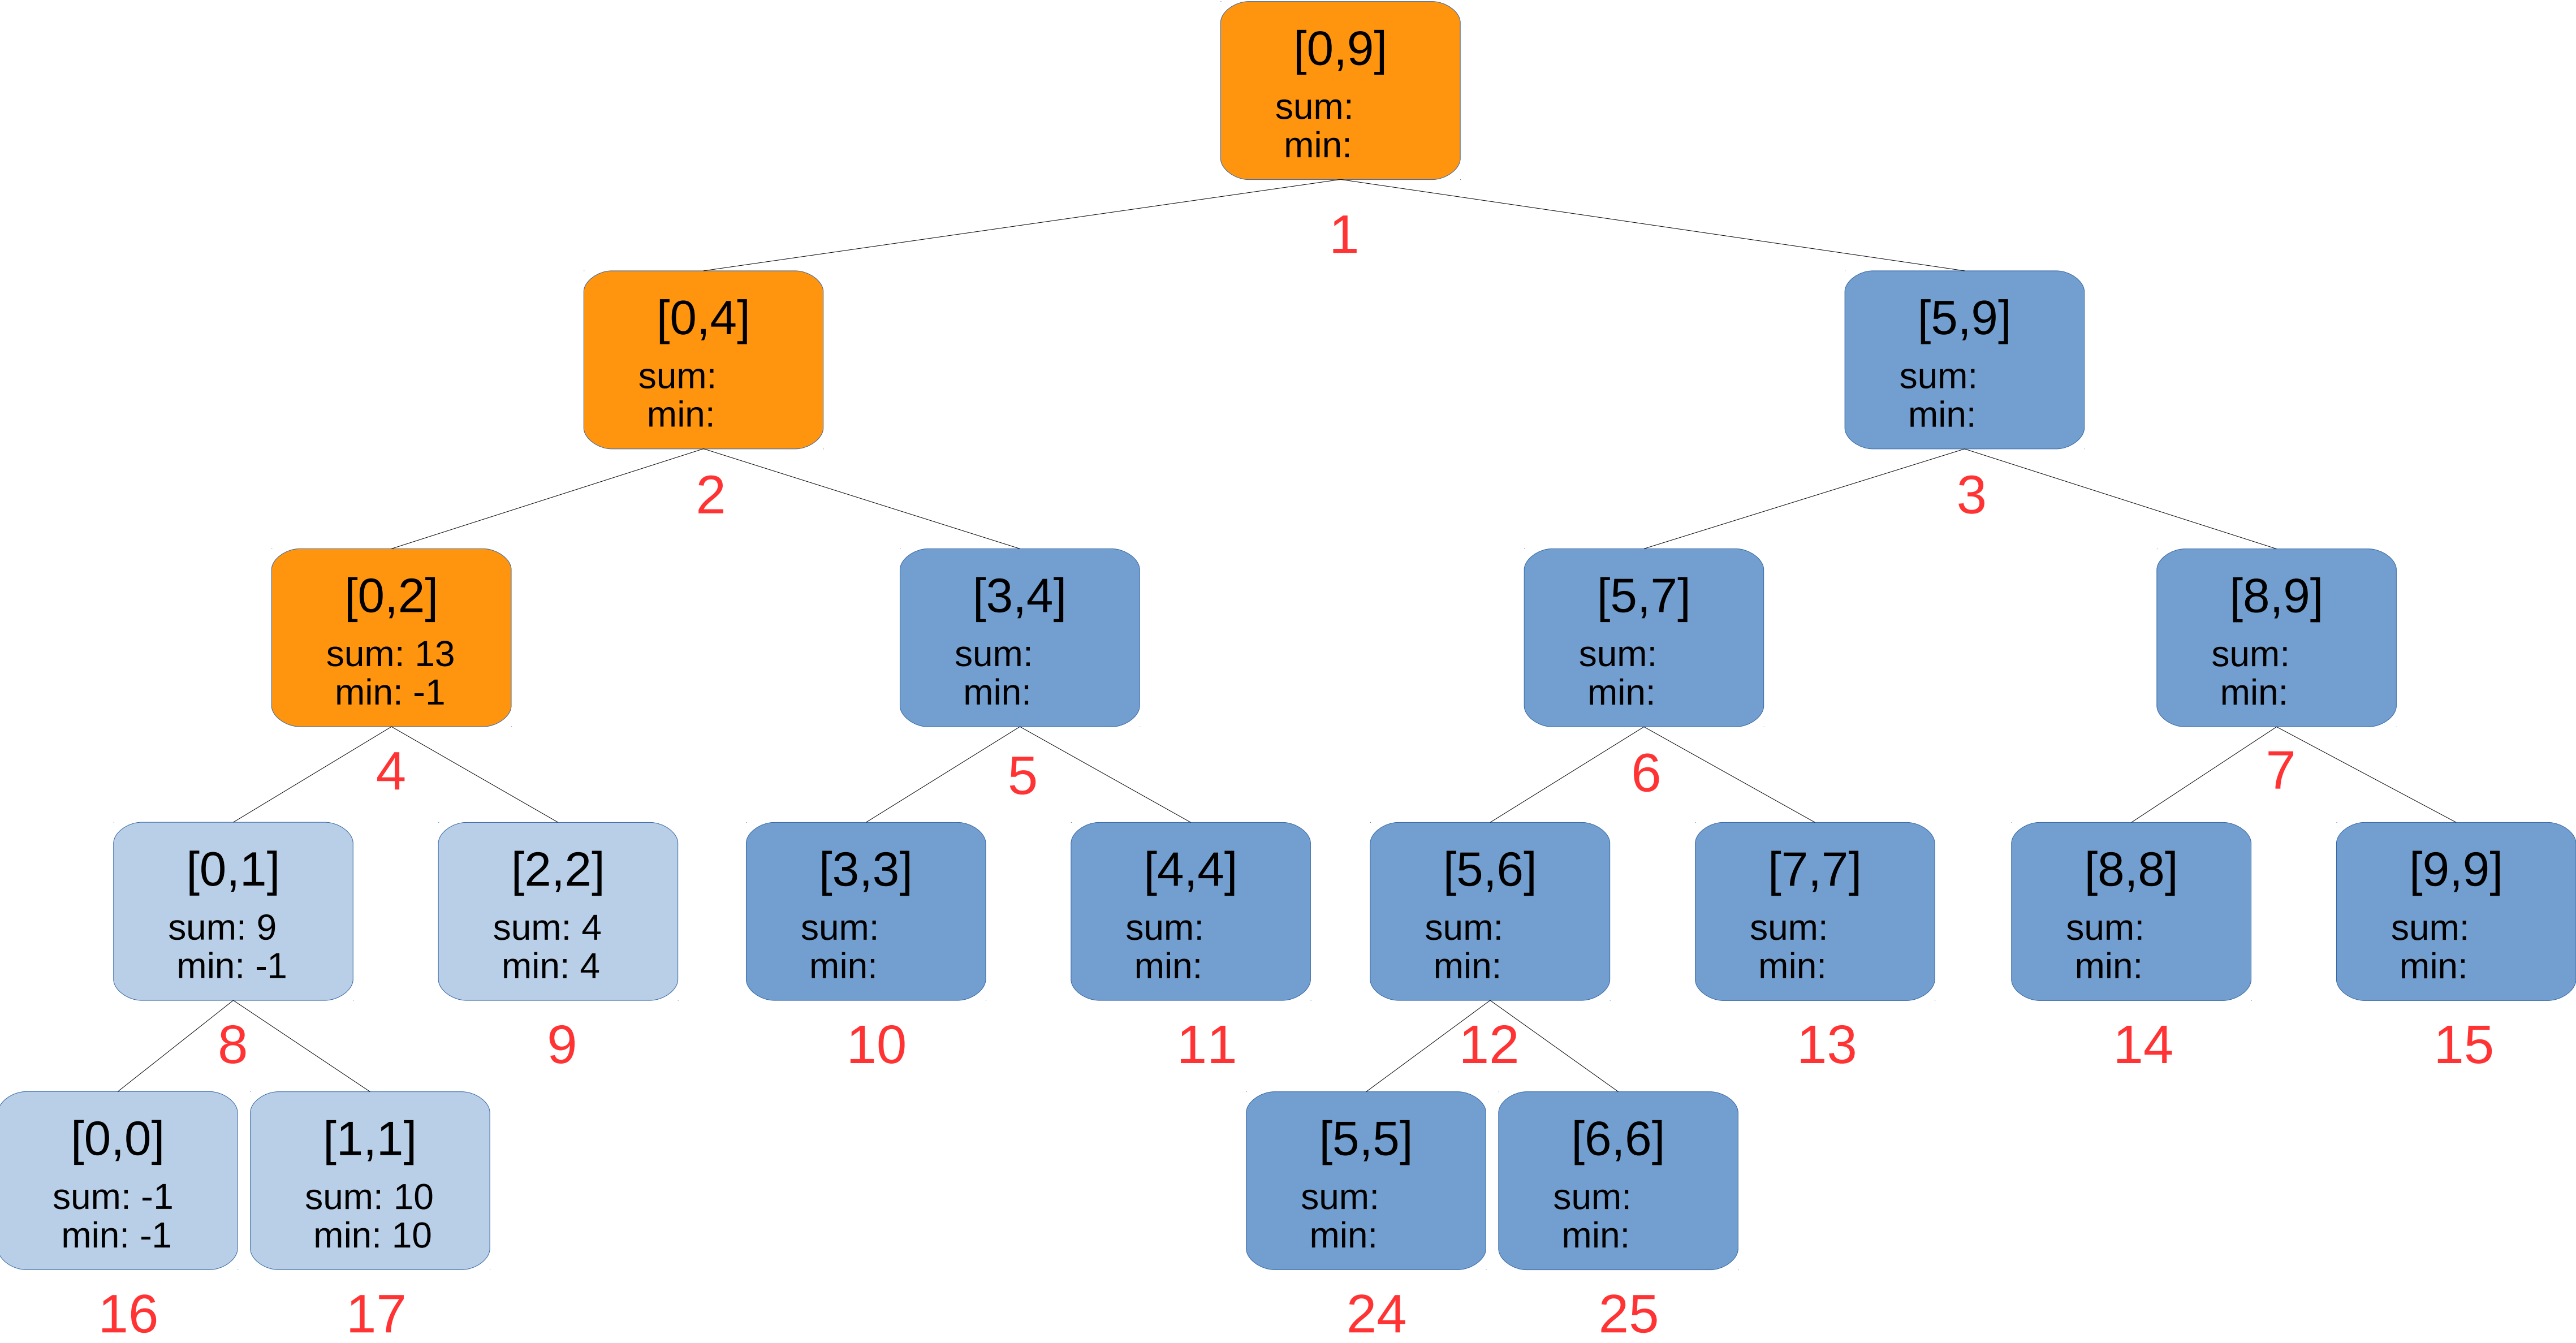 [0,9]
sum:
min:
1
[0,4]
sum:
min:
[5,9]
sum:
min:
2
3
[0,2]
sum: 13
min: -1
[3,4]
sum:
min:
[5,7]
sum:
min:
[8,9]
sum:
min:
4
5
6
7
[0,1]
sum: 9
min: -1
[2,2]
sum: 4
min: 4
[3,3]
sum:
min:
[4,4]
sum:
min:
[5,6]
sum:
min:
[7,7]
sum:
min:
[8,8]
sum:
min:
[9,9]
sum:
min:
8
9
10
11
12
13
14
15
[0,0]
sum: -1
min: -1
[1,1]
sum: 10
min: 10
[5,5]
sum:
min:
[6,6]
sum:
min:
16
17
24
25